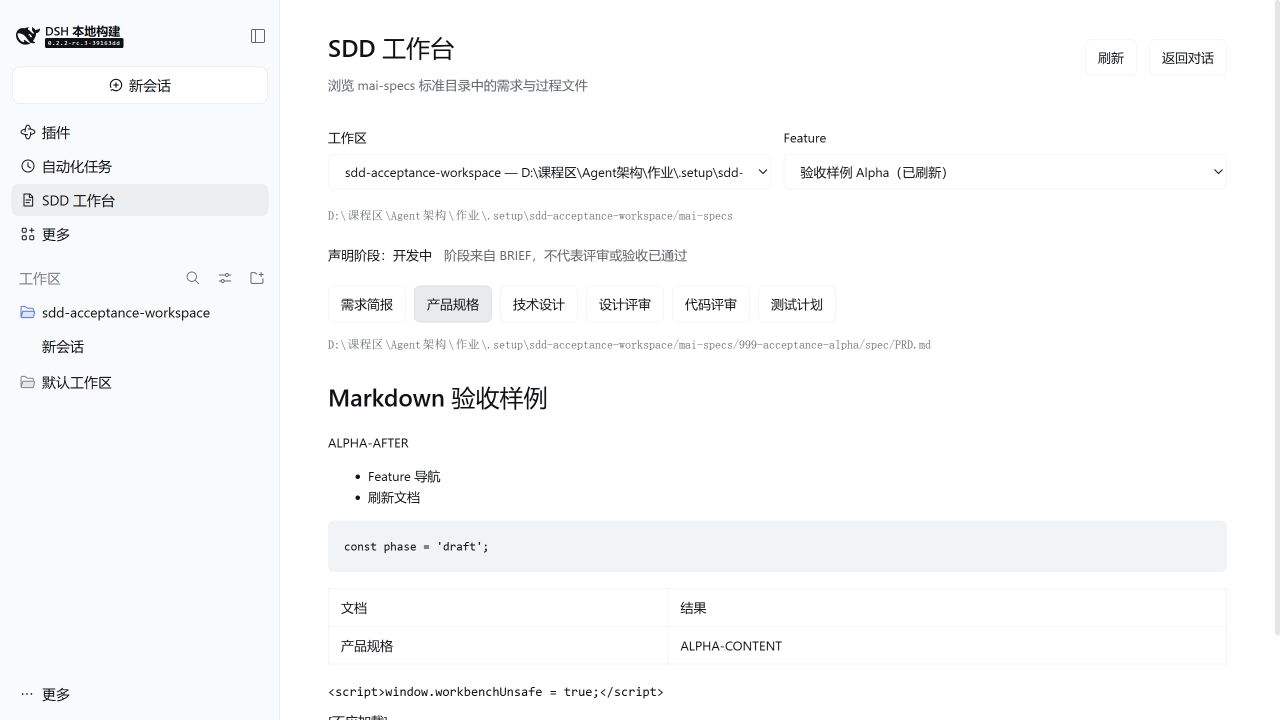 DSH 本地构建
0.2.2-rc.3-39163dd
新会话
插件
自动化任务
SDD 工作台
更多
工作区
sdd-acceptance-workspace
新会话
默认工作区
更多
SDD 工作台
浏览 mai-specs 标准目录中的需求与过程文件
刷新
返回对话
工作区
Feature
sdd-acceptance-workspace — D:\课程区\Agent架构\作业\.setup\sdd-
验收样例 Alpha（已刷新）
D:\课程区\Agent架构\作业\.setup\sdd-acceptance-workspace/mai-specs
声明阶段：开发中 阶段来自 BRIEF，不代表评审或验收已通过
需求简报
产品规格
技术设计
设计评审
代码评审
测试计划
D:\课程区\Agent架构\作业\.setup\sdd-acceptance-workspace/mai-specs/999-acceptance-alpha/spec/PRD.md
Markdown 验收样例
ALPHA-AFTER
Feature 导航
刷新文档
const phase = 'draft';
文档 结果
产品规格 ALPHA-CONTENT
<script>window.workbenchUnsafe = true;</script>